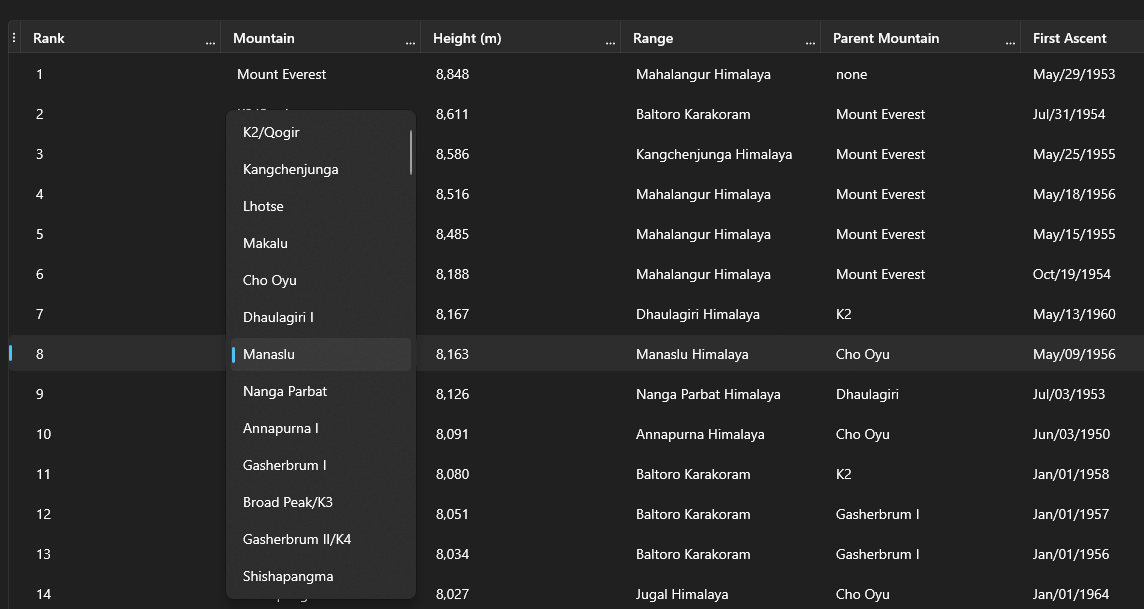 Rank ... Mountain ... Height (m) ... Range ... Parent Mountain ... First Ascent
1 Mount Everest 8,848 Mahalangur Himalaya none May/29/1953
2 8,611 Baltoro Karakoram Mount Everest Jul/31/1954
K2/Qogir
3 8,586 Kangchenjunga Himalaya Mount Everest May/25/1955
Kangchenjunga
4 8,516 Mahalangur Himalaya Mount Everest May/18/1956
Lhotse
5 8,485 Mahalangur Himalaya Mount Everest May/15/1955
Makalu
6 8,188 Mahalangur Himalaya Mount Everest Oct/19/1954
Cho Oyu
7 8,167 Dhaulagiri Himalaya K2 May/13/1960
Dhaulagiri I
8 Manaslu 8,163 Manaslu Himalaya Cho Oyu May/09/1956
9 Nanga Parbat 8,126 Nanga Parbat Himalaya Dhaulagiri Jul/03/1953
10 Annapurna I 8,091 Annapurna Himalaya Cho Oyu Jun/03/1950
Gasherbrum I
11 8,080 Baltoro Karakoram K2 Jan/01/1958
Broad Peak/K3
12 8,051 Baltoro Karakoram Gasherbrum I Jan/01/1957
Gasherbrum II/K4
13 8,034 Baltoro Karakoram Gasherbrum I Jan/01/1956
Shishapangma
14 8,027 Jugal Himalaya Cho Oyu Jan/01/1964